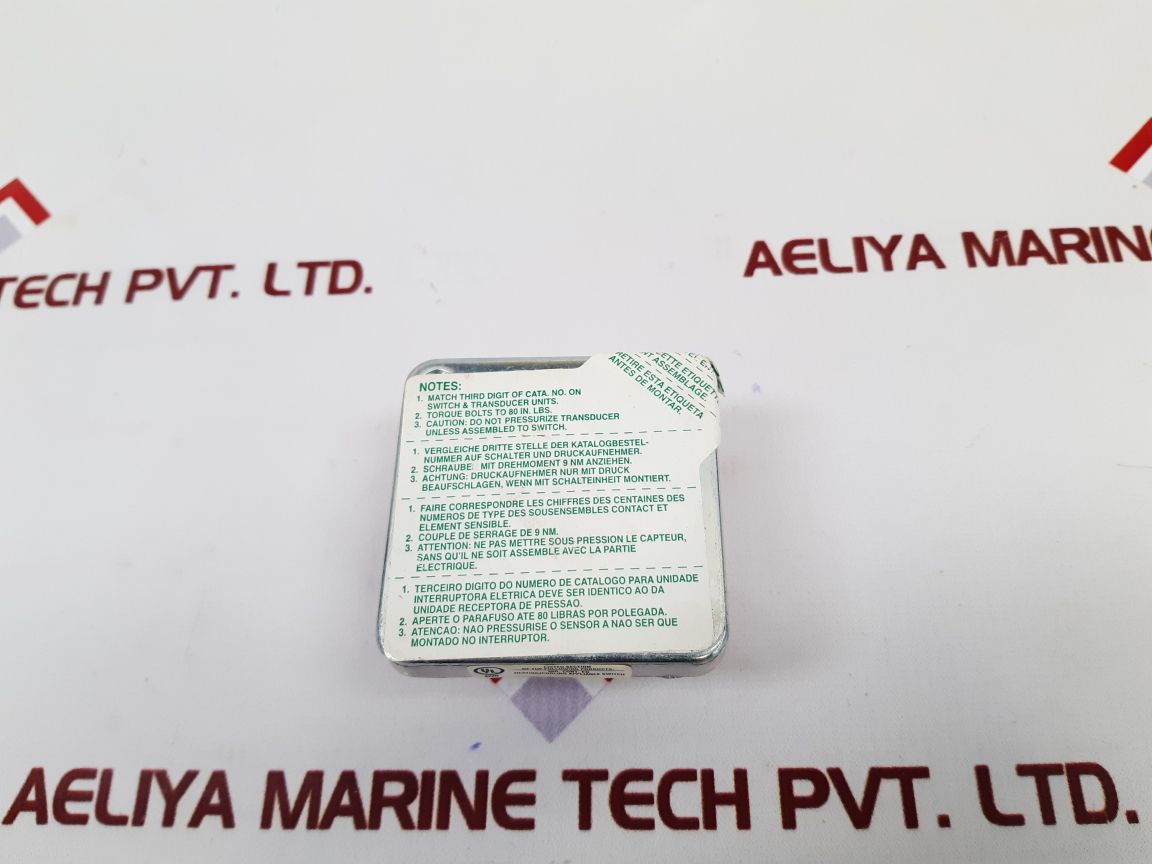 TECH PVT. LTD.
AELIYA MARINE
NOTES:
1. MATCH THIRD DIGIT OF CATA. NO. ON
SWITCH & TRANSDUCER UNITS.
2. TORQUE BOLTS TO 80 IN. LBS.
3. CAUTION: DO NOT PRESSURIZE TRANSDUCER
UNLESS ASSEMBLED TO SWITCH.
CETTE ETIQUETTE
ASSEMBLAGE.
RETIRE ESTA ETIQUETA
ANTES DE MONTAR.
1. VERGLEICHE DRITTE STELLE DER KATALOGBESTEL-
NUMMER AUF SCHALTER UND DRUCKAUFNEHMER.
2. SCHRAUBE MIT DREHMOMENT 9 NM ANZIEHEN.
3. ACHTUNG: DRUCKAUFNEHMER NUR MIT DRUCK
BEAUFSCHLAGEN, WENN MIT SCHALTEINHEIT MONTIERT.
1. FAIRE CORRESPONDRE LES CHIFFRES DES CENTAINES DES
NUMEROS DE TYPE DES SOUSENSEMBLES CONTACT ET
ELEMENT SENSIBLE.
2. COUPLE DE SERRAGE DE 9 NM.
3. ATTENTION: NE PAS METTRE SOUS PRESSION LE CAPTEUR,
SANS QU'IL NE SOIT ASSEMBLE AVEC LA PARTIE
ELECTRIQUE.
1. TERCEIRO DIGITO DO NUMERO DE CATALOGO PARA UNIDADE
INTERRUPTORA ELETRICA DEVE SER IDENTICO AO DA
UNIDADE RECEPTORA DE PRESSAO.
2. APERTE O PARAFUSO ATE 80 LIBRAS POR POLEGADA.
3. ATENCAO: NAO PRESSURISE O SENSOR A NAO SER QUE
MONTADO NO INTERRUPTOR.
UL
APPLIANCE SWITCH
AELIYA MARINE TECH PVT. LTD.